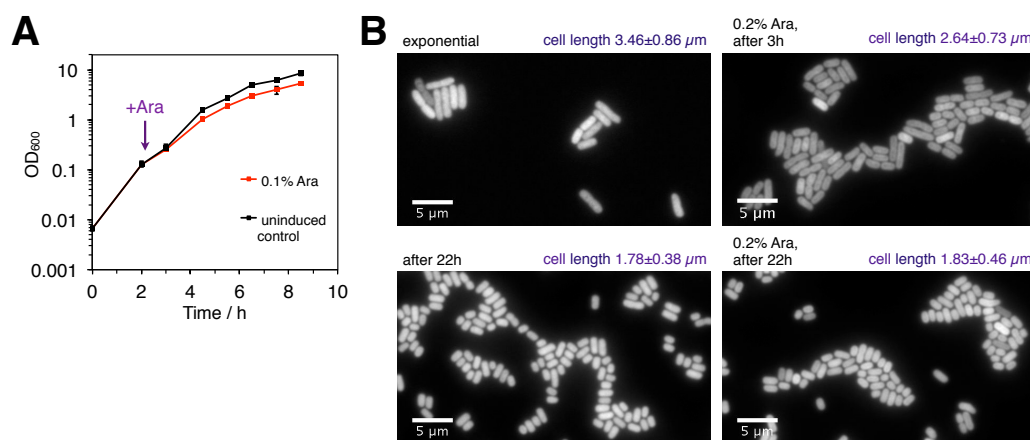 A
10
1
0.1
0.01
0.001
OD600
+Ara
0.1% Ara
uninduced
control
0
2
4
6
8
10
Time / h
B
exponential
cell length 3.46±0.86 µm
5 µm
0.2% Ara,
after 3h
cell length 2.64±0.73 µm
5 µm
after 22h
cell length 1.78±0.38 µm
5 µm
0.2% Ara,
after 22h
cell length 1.83±0.46 µm
5 µm